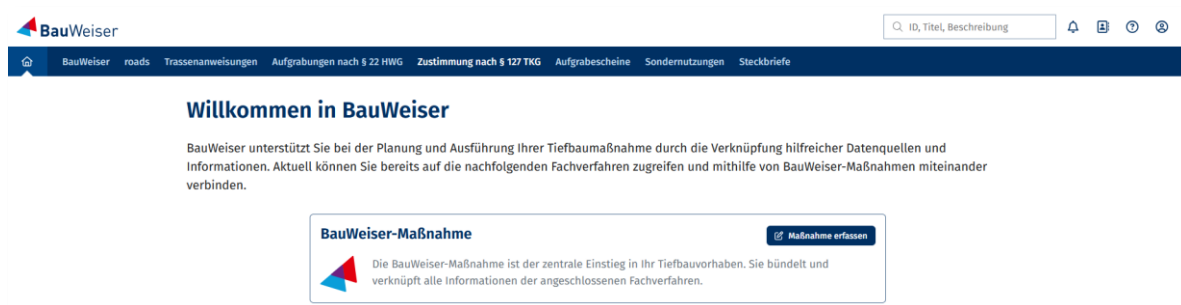 BauWeiser
ID, Titel, Beschreibung
BauWeiser roads Trassenanweisungen Aufgrabungen nach § 22 HWG Zustimmung nach § 127 TKG Aufgrabescheine Sondernutzungen Steckbriefe
Willkommen in BauWeiser
BauWeiser unterstützt Sie bei der Planung und Ausführung Ihrer Tiefbaumaßnahme durch die Verknüpfung hilfreicher Datenquellen und
Informationen. Aktuell können Sie bereits auf die nachfolgenden Fachverfahren zugreifen und mithilfe von BauWeiser-Maßnahmen miteinander
verbinden.
BauWeiser-Maßnahme
Maßnahme erfassen
Die BauWeiser-Maßnahme ist der zentrale Einstieg in Ihr Tiefbauvorhaben. Sie bündelt und
verknüpft alle Informationen der angeschlossenen Fachverfahren.